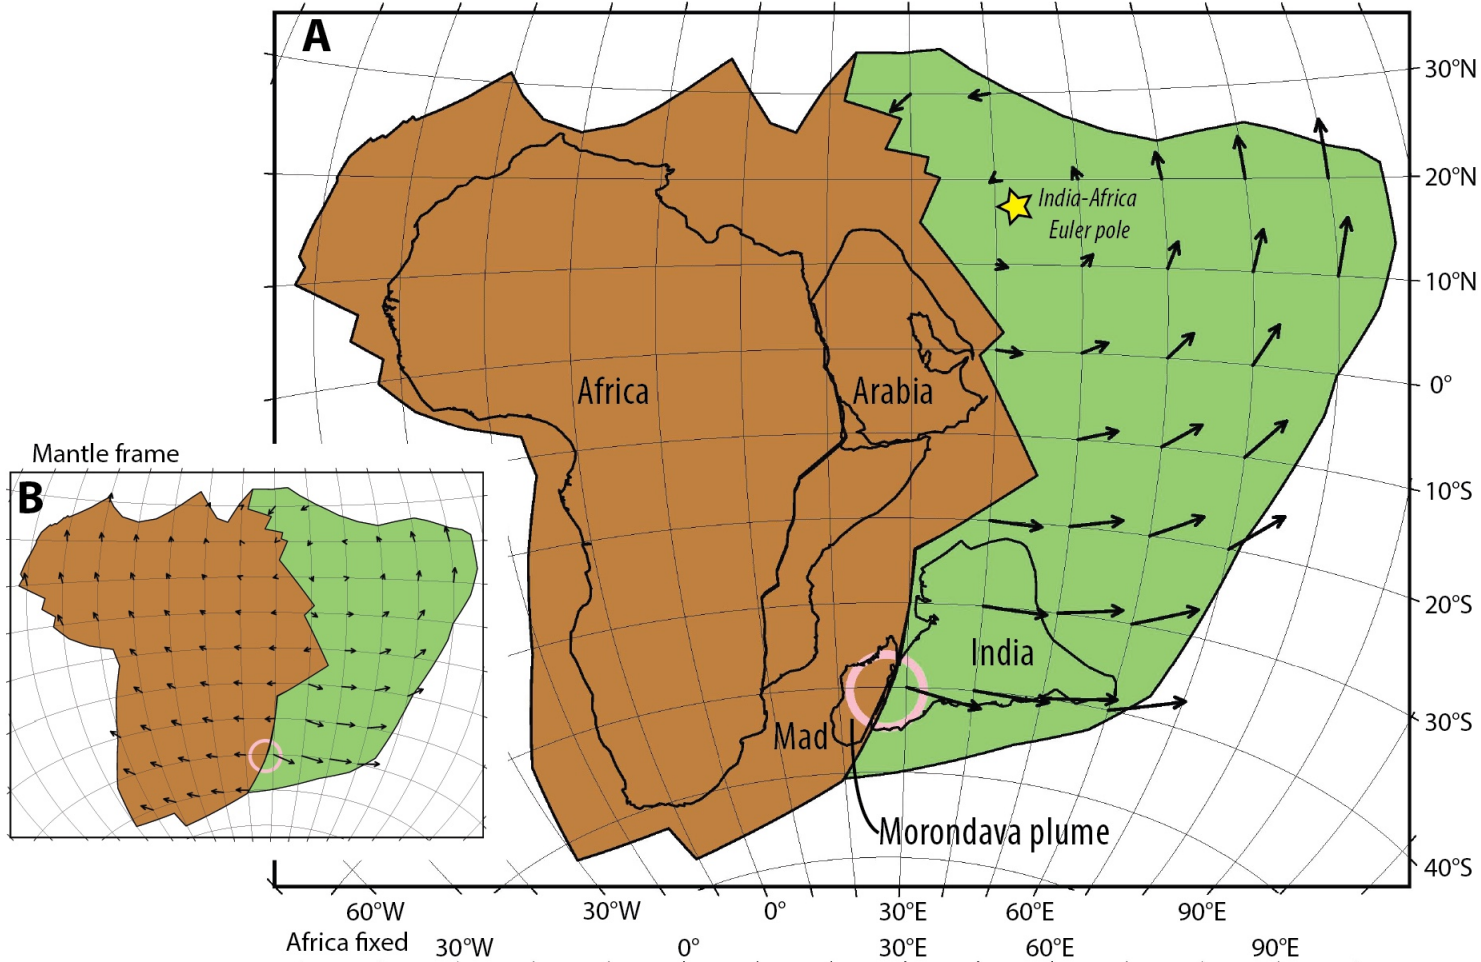 A
30°N
20°N
India-Africa
Euler pole
10°N
Africa
Arabia
0°
Mantle frame
B
10°S
20°S
India
30°S
Mad
Morondava plume
40°S
60°W 30°W 0° 30°E 60°E 90°E
Africa fixed 30°W 0° 30°E 60°E 90°E